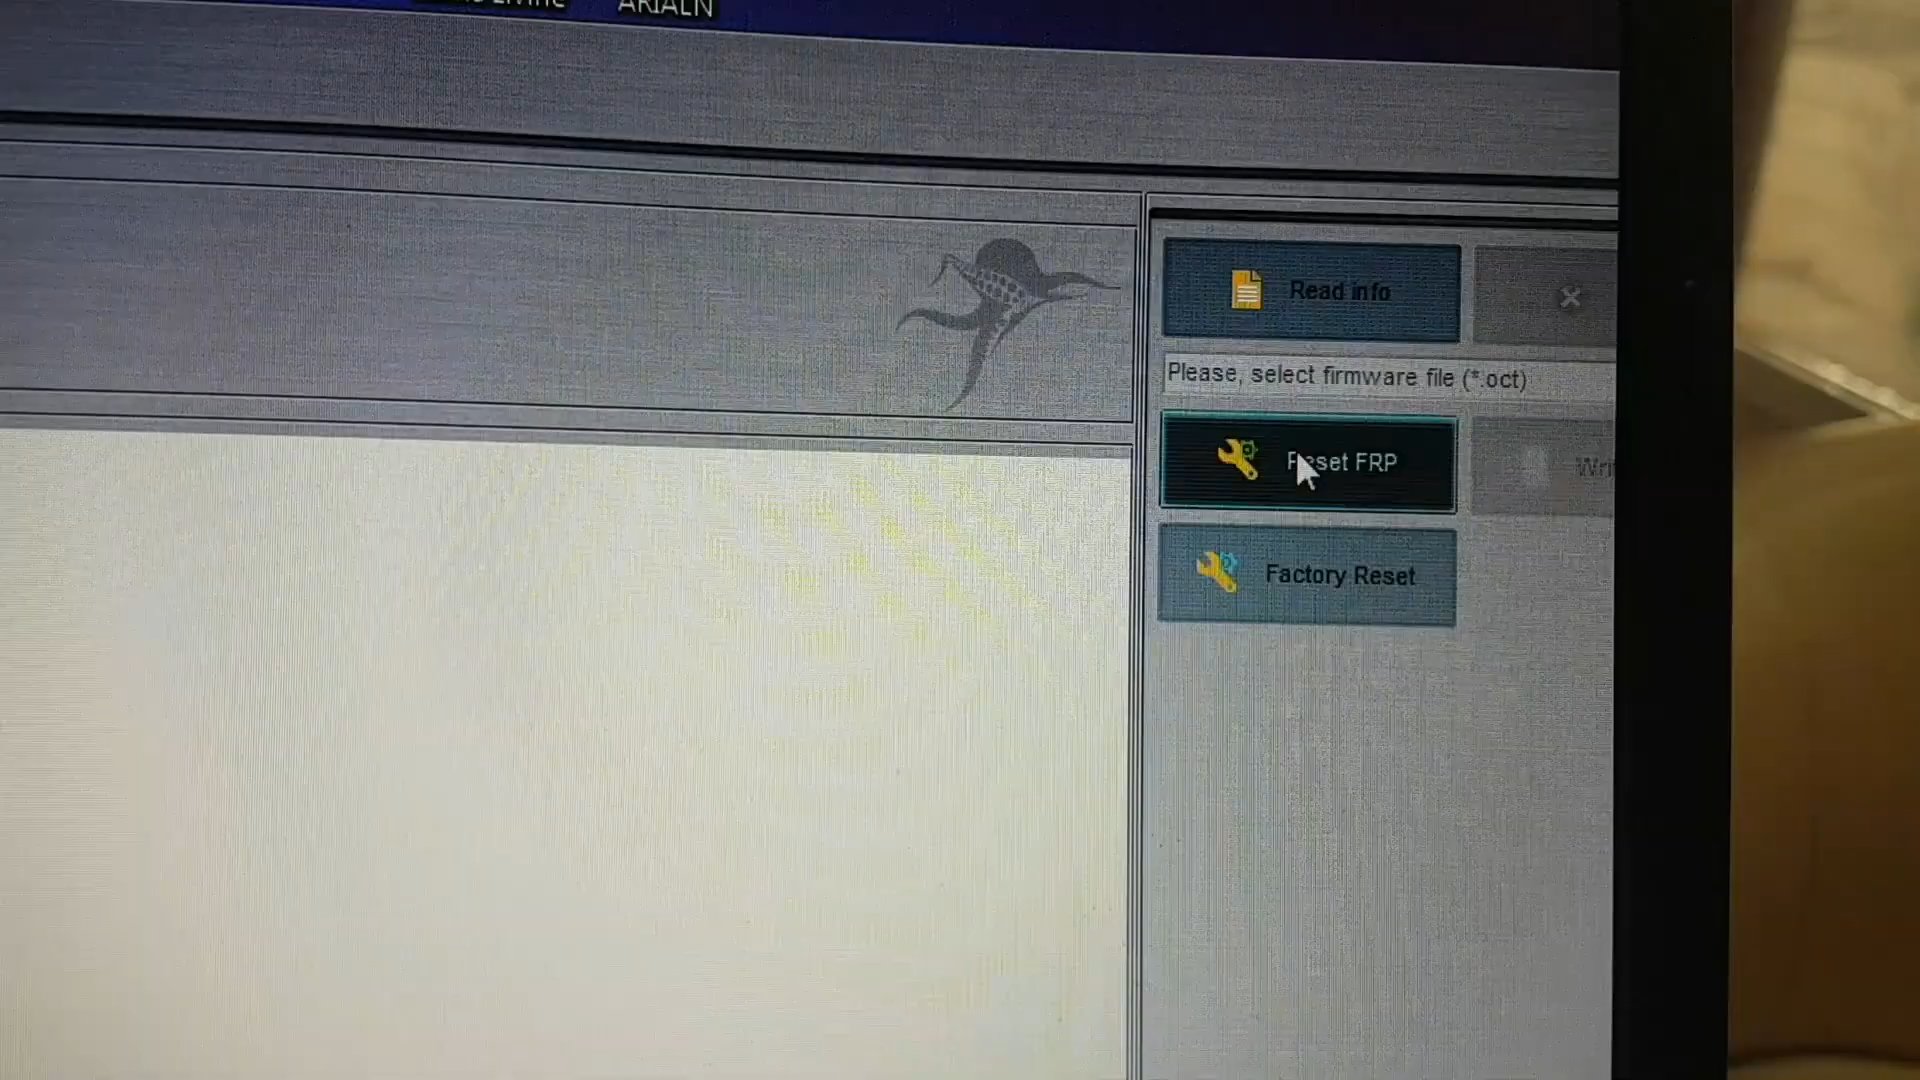 ARIALN
Read info
Please, select firmware file (*.oct)
Reset FRP
Factory Reset